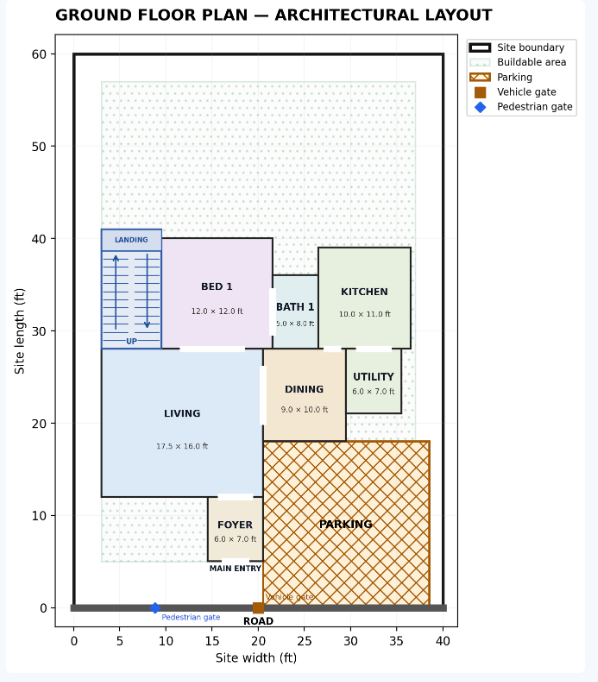 GROUND FLOOR PLAN — ARCHITECTURAL LAYOUT
Site boundary
Buildable area
Parking
Vehicle gate
Pedestrian gate
60
50
40
30
20
10
0
Site length (ft)
LANDING
UP
BED 1
12.0 × 12.0 ft
BATH 1
5.0 × 8.0 ft
KITCHEN
10.0 × 11.0 ft
LIVING
17.5 × 16.0 ft
DINING
9.0 × 10.0 ft
UTILITY
6.0 × 7.0 ft
FOYER
6.0 × 7.0 ft
MAIN ENTRY
PARKING
Vehicle gate
Pedestrian gate
ROAD
0 5 10 15 20 25 30 35 40
Site width (ft)